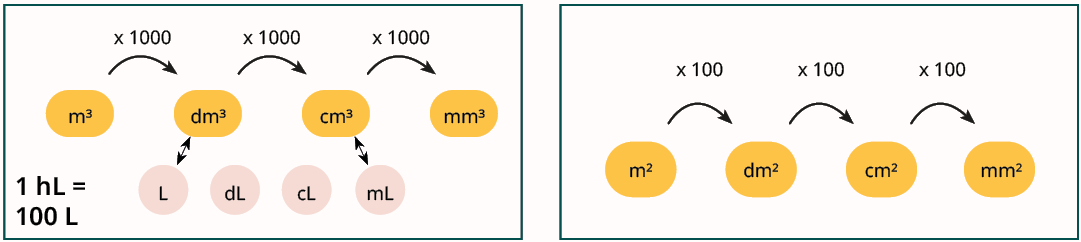 x 1000 x 1000 x 1000
m³ dm³ cm³ mm³
L dL cL mL
1 hL =
100 L
x 100 x 100 x 100
m² dm² cm² mm²